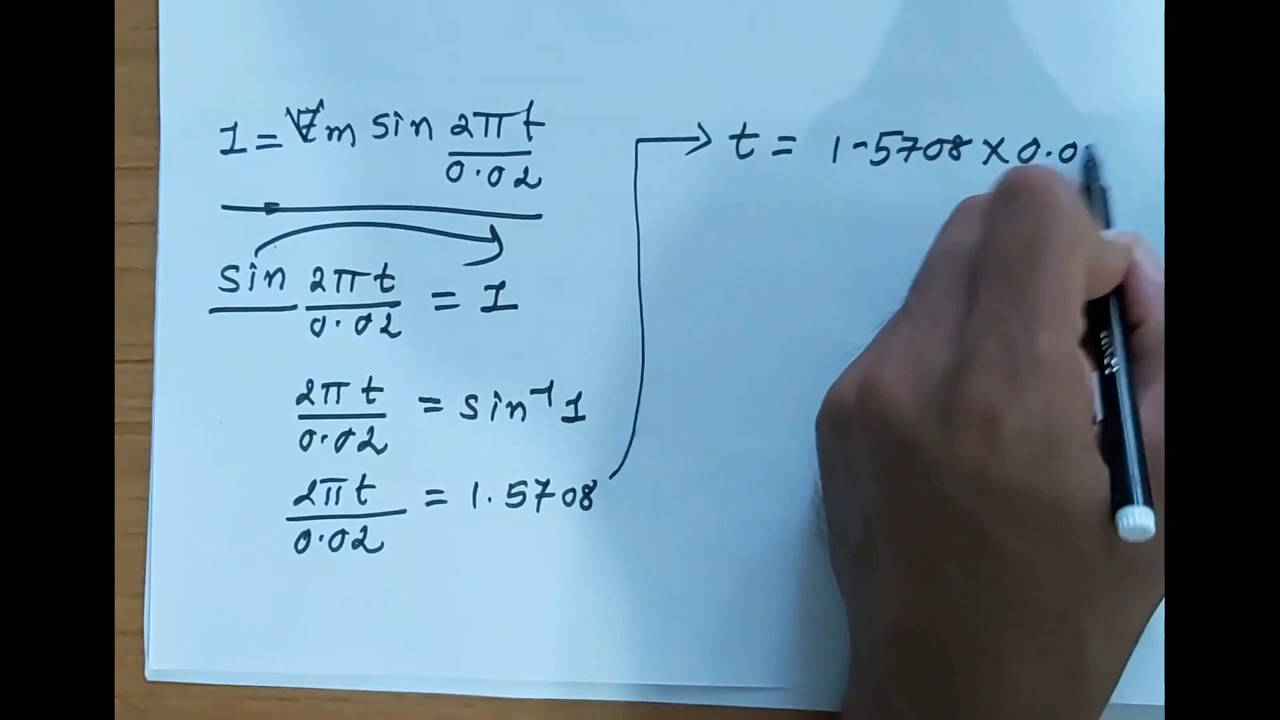 1 = Vm sin 2πt/0.02
sin 2πt/0.02 = 1
2πt/0.02 = sin⁻¹ 1
2πt/0.02 = 1.5708
t = 1.5708 × 0.0